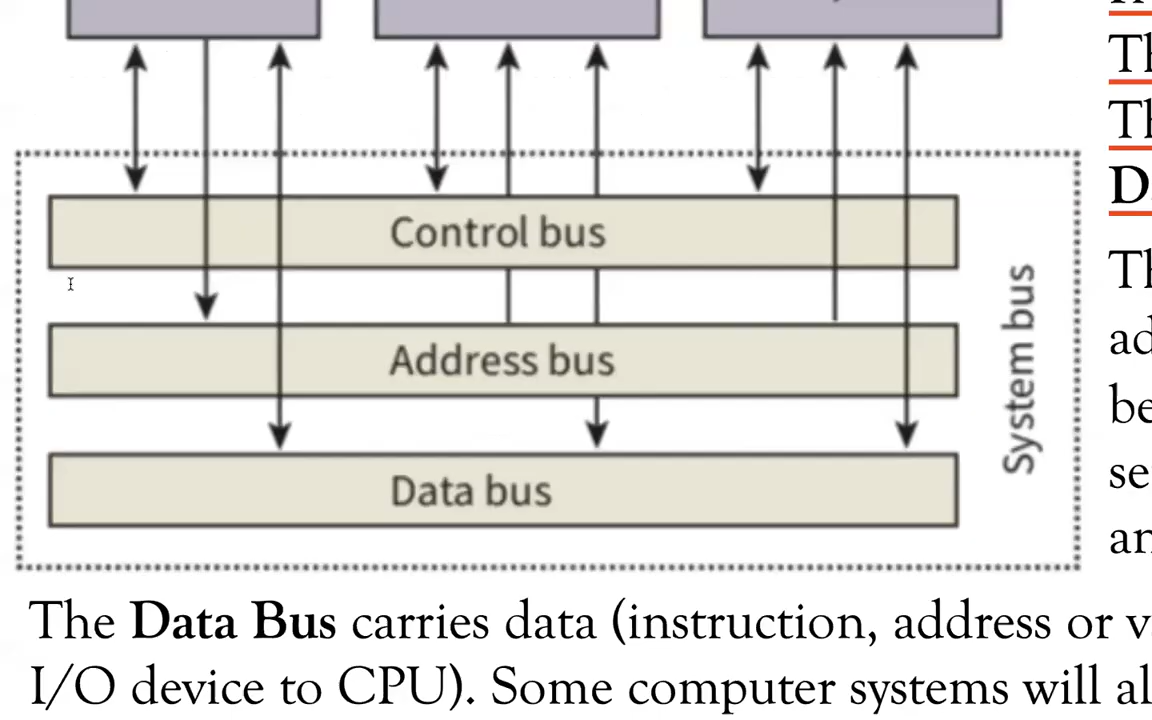 Control bus
Address bus
Data bus
System bus
The Data Bus carries data (instruction, address or
I/O device to CPU). Some computer systems will